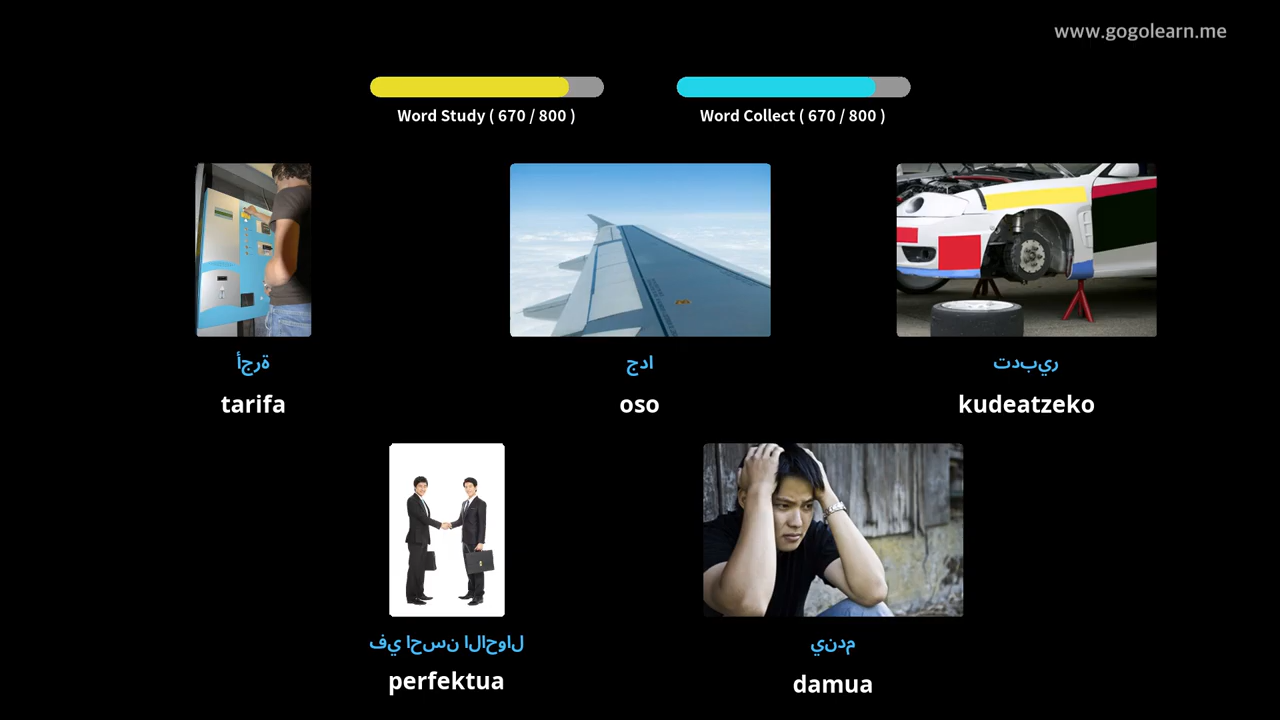 www.gogolearn.me
Word Study ( 670 / 800 )
Word Collect ( 670 / 800 )
أجرة
جدا
تدبير
tarifa
oso
kudeatzeko
في احسن الاحوال
يندم
perfektua
damua